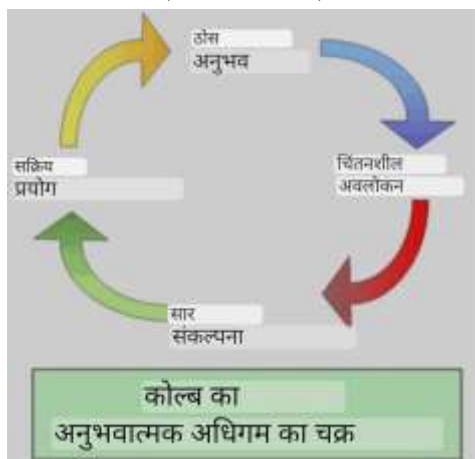 ठोस
अनुभव
चिंतनशील
अवलोकन
सार
संकल्पना
सक्रिय
प्रयोग
कोल्ब का
अनुभवात्मक अधिगम का चक्र